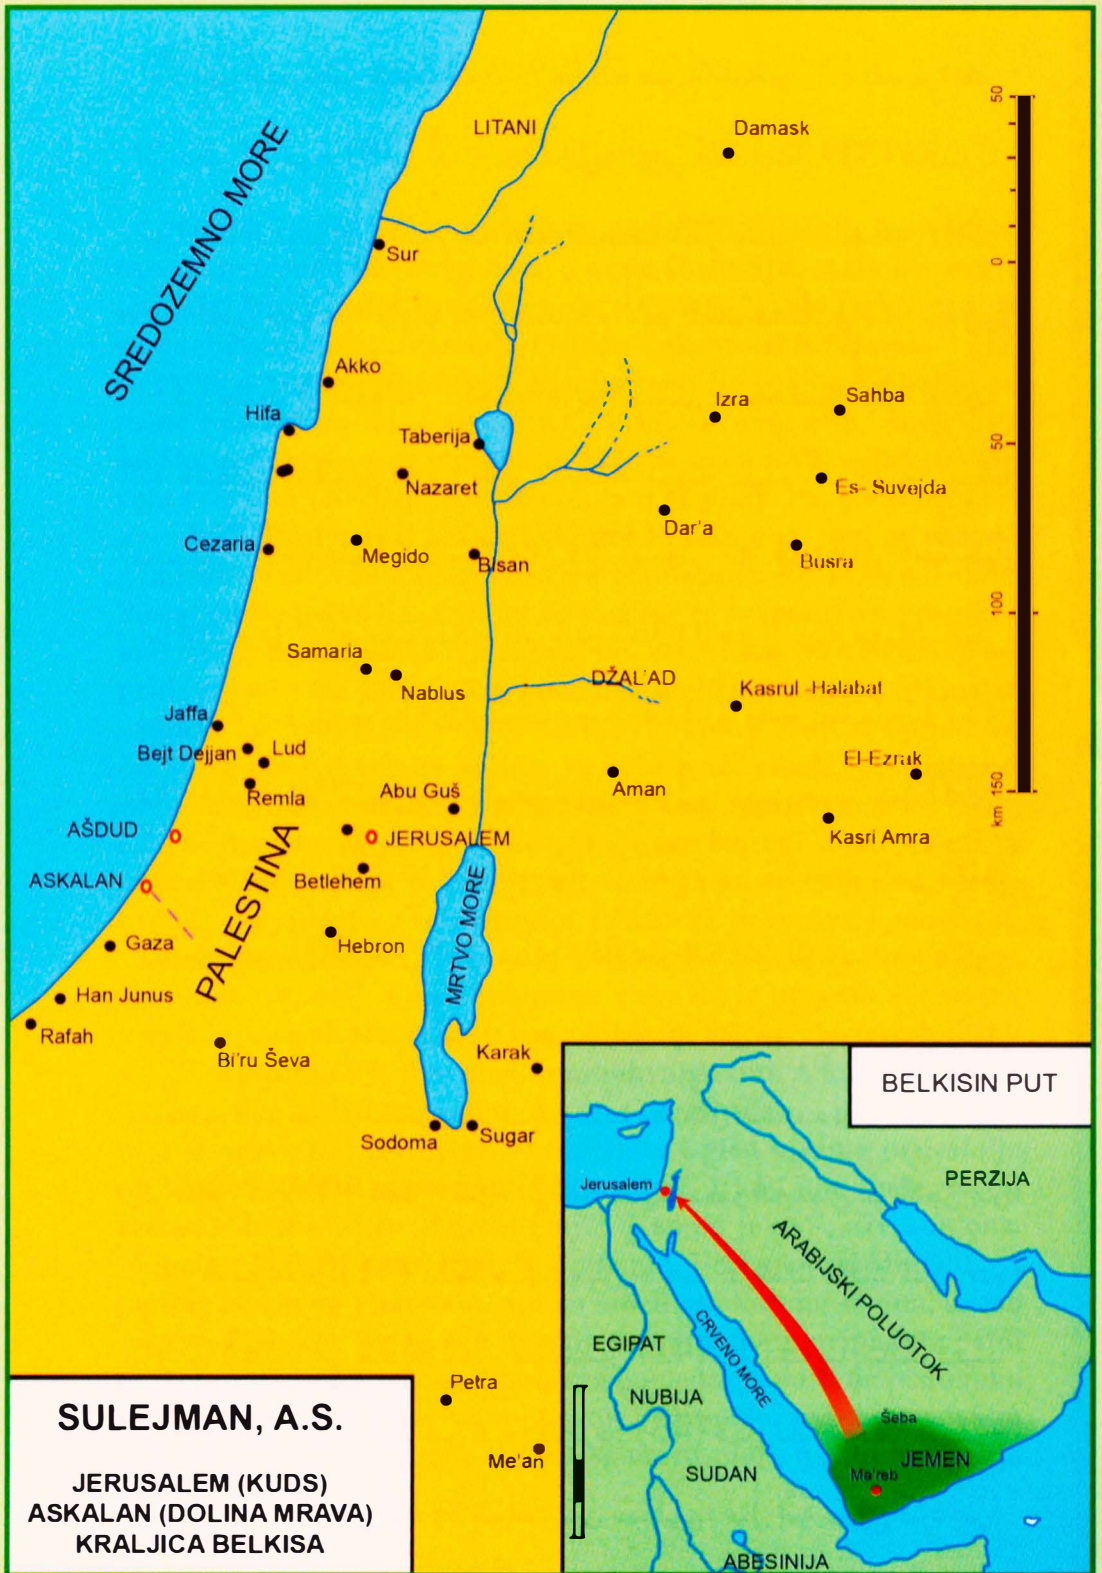 SREDOZEMNO MORE
LITANI
Damask
Sur
Akko
Hifa
Taberija
Nazaret
Izra
Sahba
Es- Suvejda
Dar'a
Busra
Cezaria
Megido
Bisan
Samaria
Nablus
DŽAL'AD
Kasrul -Halabat
Jaffa
Bejt Dejjan
Lud
Remla
El-Ezrak
Aman
Abu Guš
Kasri Amra
AŠDUD
JERUSALEM
ASKALAN
Betlehem
PALESTINA
MRTVO MORE
Gaza
Hebron
Han Junus
Rafah
Bi'ru Ševa
Karak
Sodoma
Sugar
Petra
Me'an
50
0
50
100
km 150
SULEJMAN, A.S.
JERUSALEM (KUDS)
ASKALAN (DOLINA MRAVA)
KRALJICA BELKISA
BELKISIN PUT
Jerusalem
PERZIJA
ARABIJSKI POLUOTOK
CRVENO MORE
EGIPAT
NUBIJA
SUDAN
Šeba
JEMEN
Ma'reb
ABESINIJA